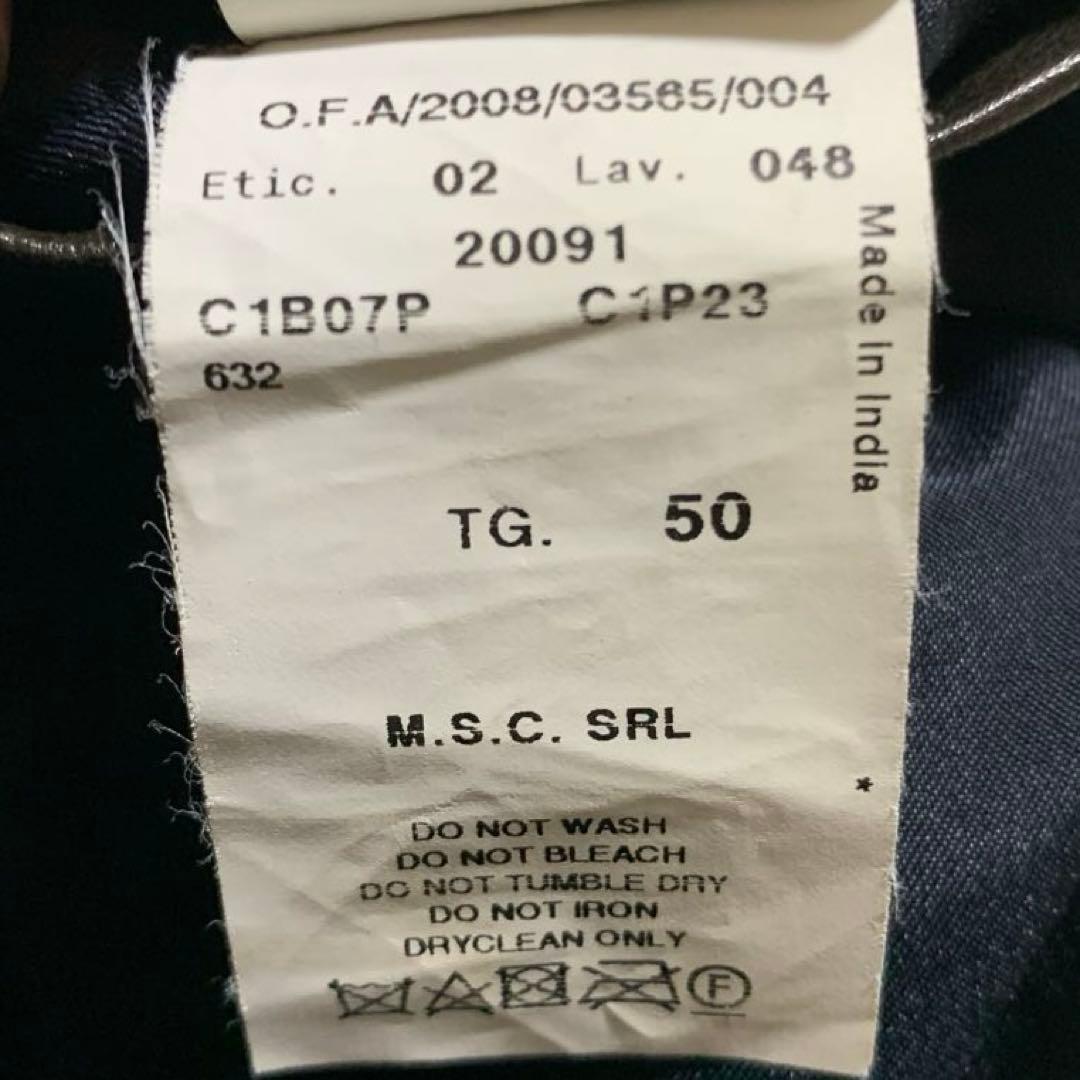 O.F.A/2008/03565/004
Etic. 02 Lav. 048
20091
C1B07P C1P23
632
Made in India
TG. 50
M.S.C. SRL
*
DO NOT WASH
DO NOT BLEACH
DO NOT TUMBLE DRY
DO NOT IRON
DRYCLEAN ONLY
F